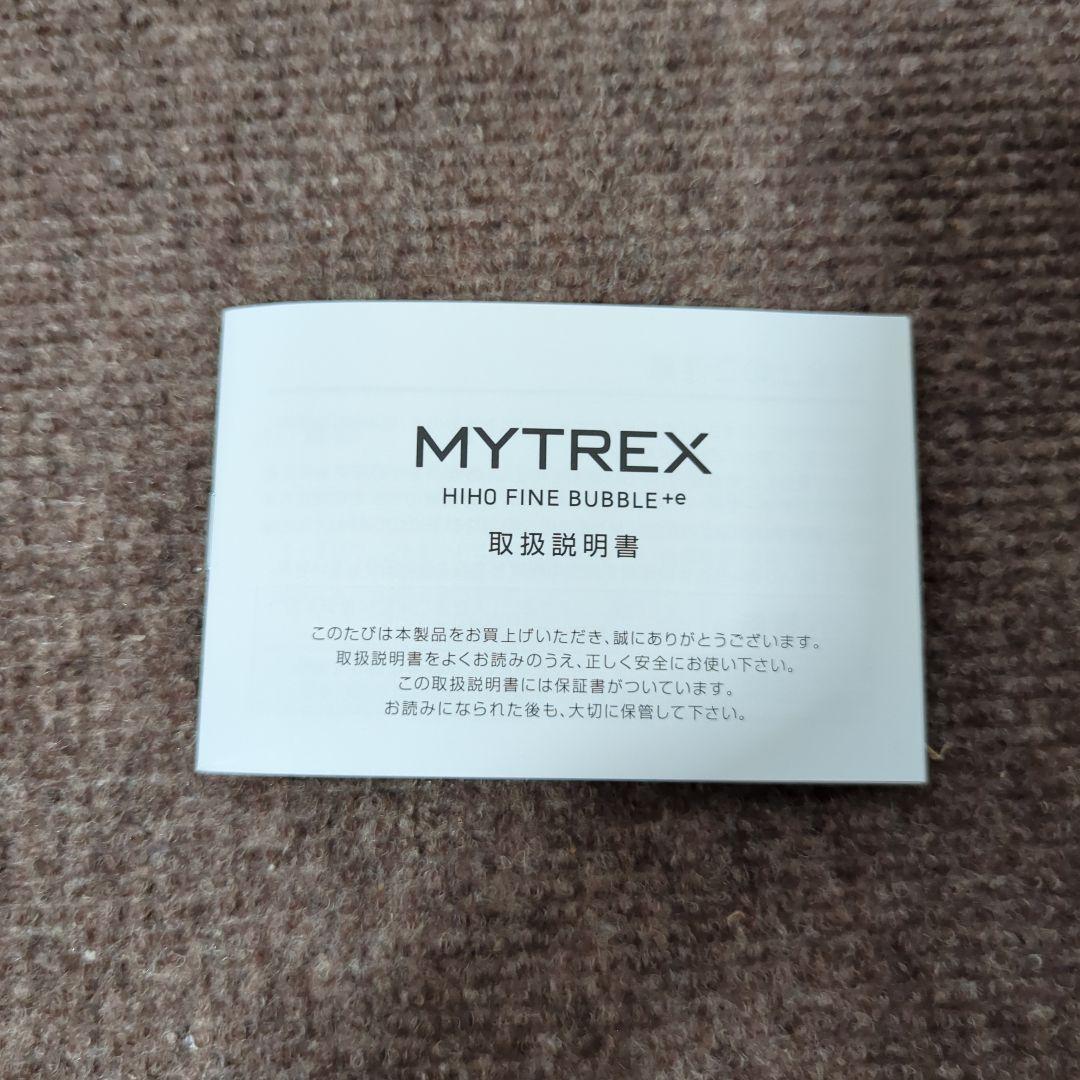 MYTREX
HIHO FINE BUBBLE+e
取扱説明書
このたびは本製品をお買上げいただき、誠にありがとうございます。
取扱説明書をよくお読みのうえ、正しく安全にお使い下さい。
この取扱説明書には保証書がついています。
お読みになられた後も、大切に保管して下さい。